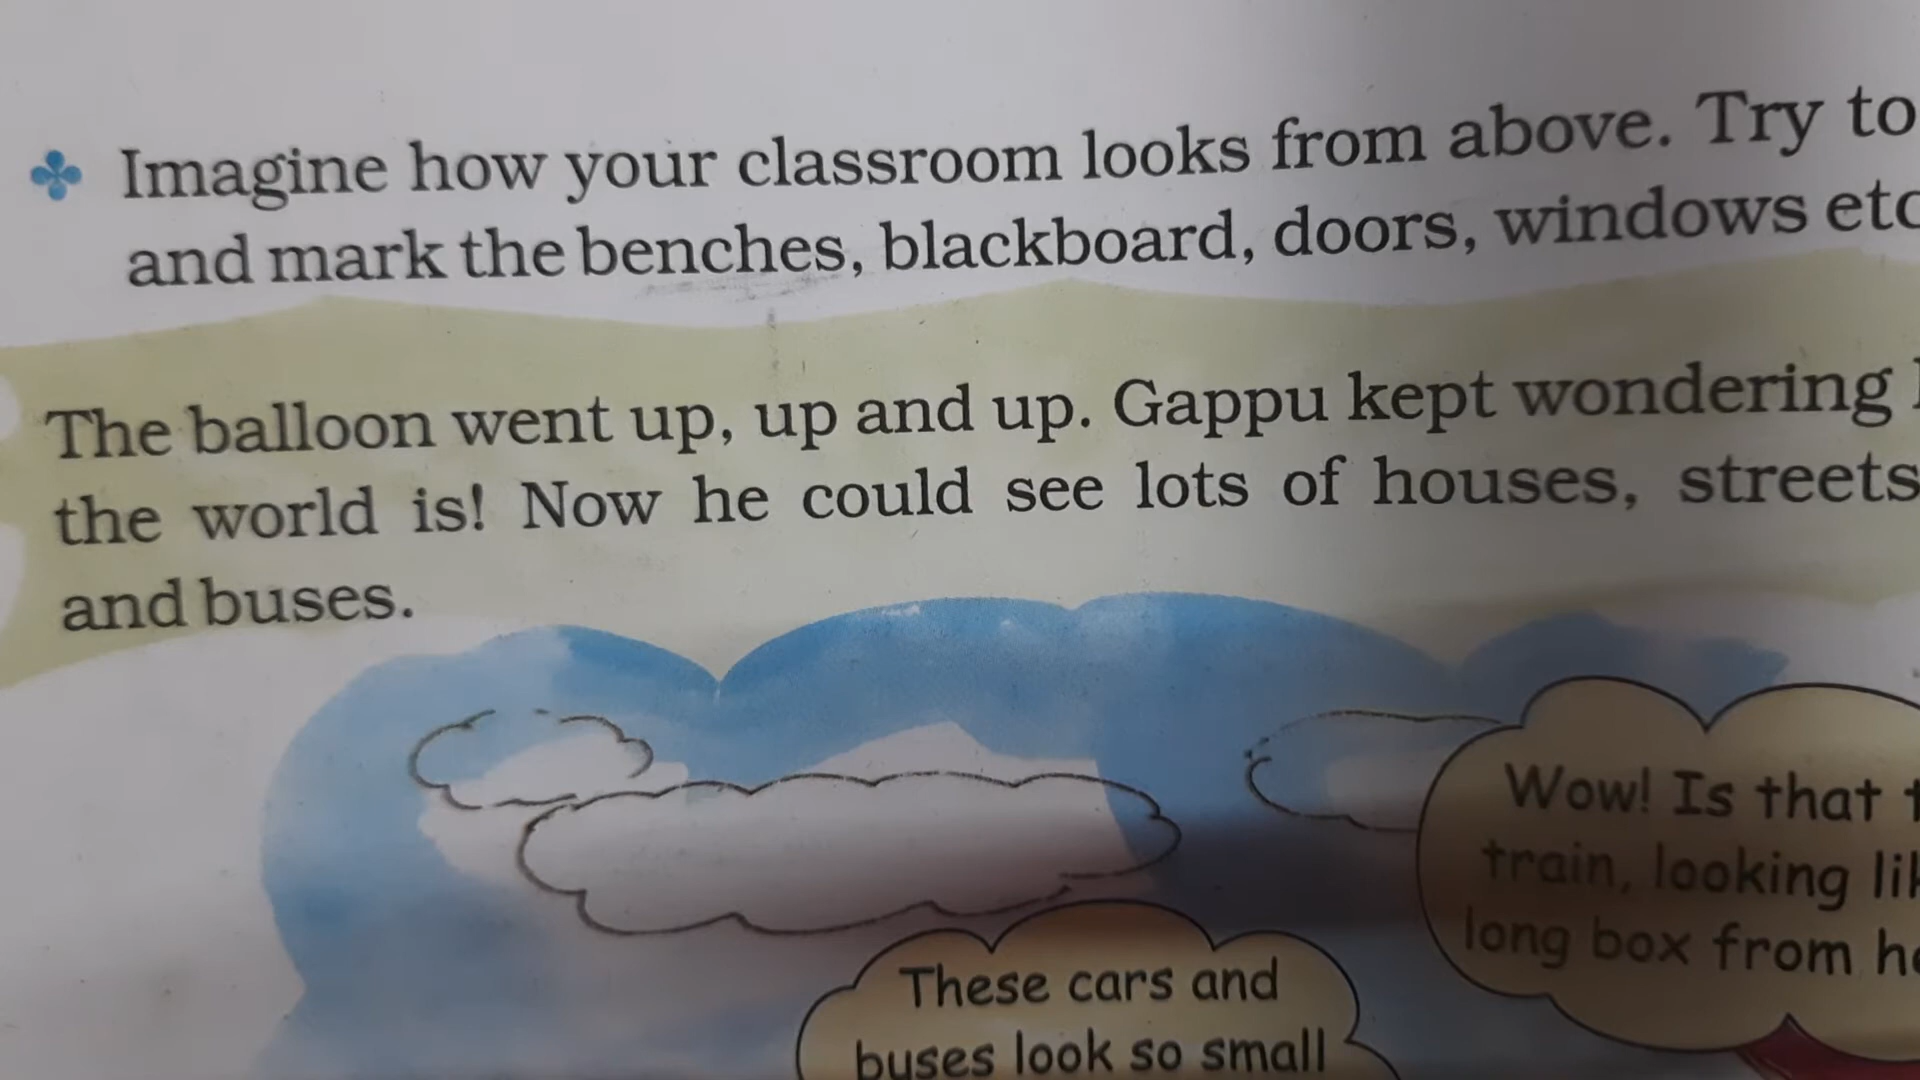 Imagine how your classroom looks from above. Try to
and mark the benches, blackboard, doors, windows etc
The balloon went up, up and up. Gappu kept wondering
the world is! Now he could see lots of houses, streets
and buses.
Wow! Is that
train, looking
long box from
These cars and
buses look so small